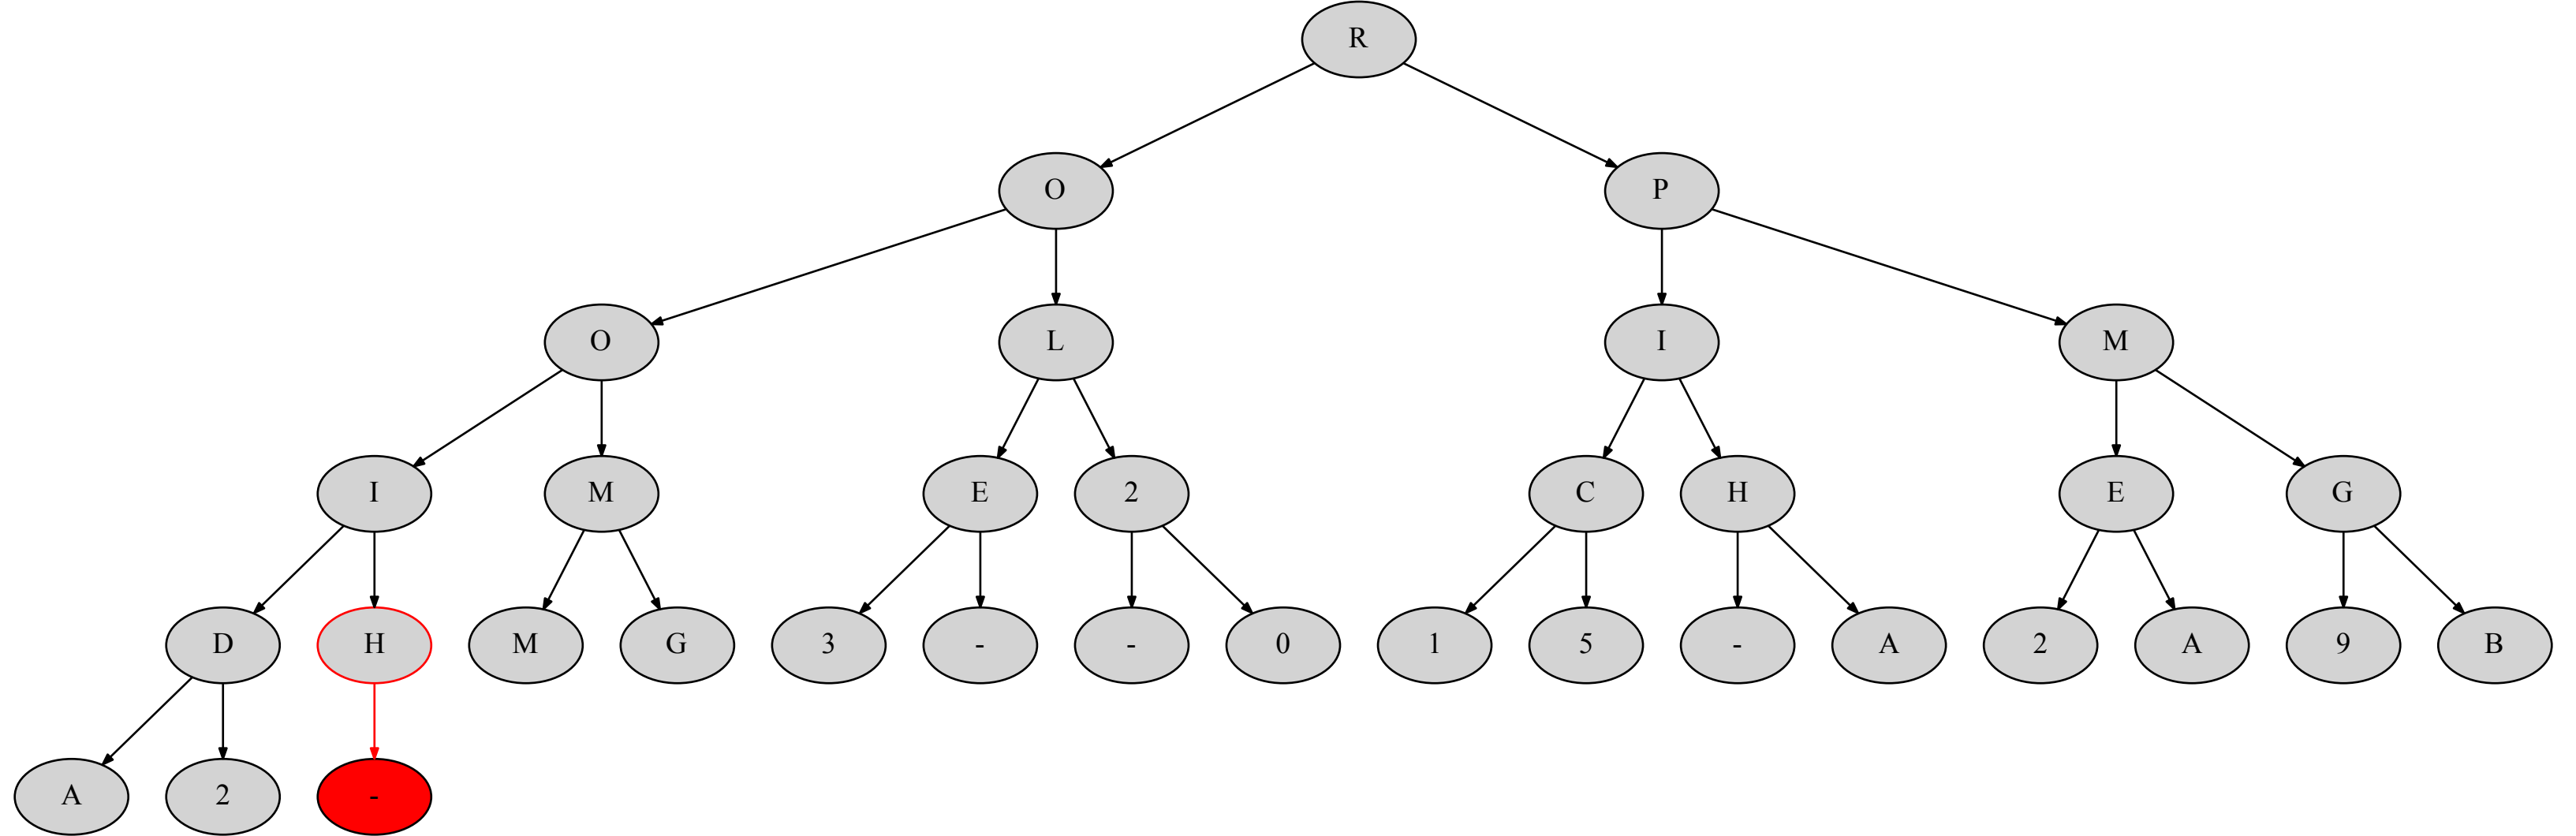 R
O P
O L I M
I M E 2 C H E G
D H M G 3 - - 0 1 5 - A 2 A 9 B
A 2 -